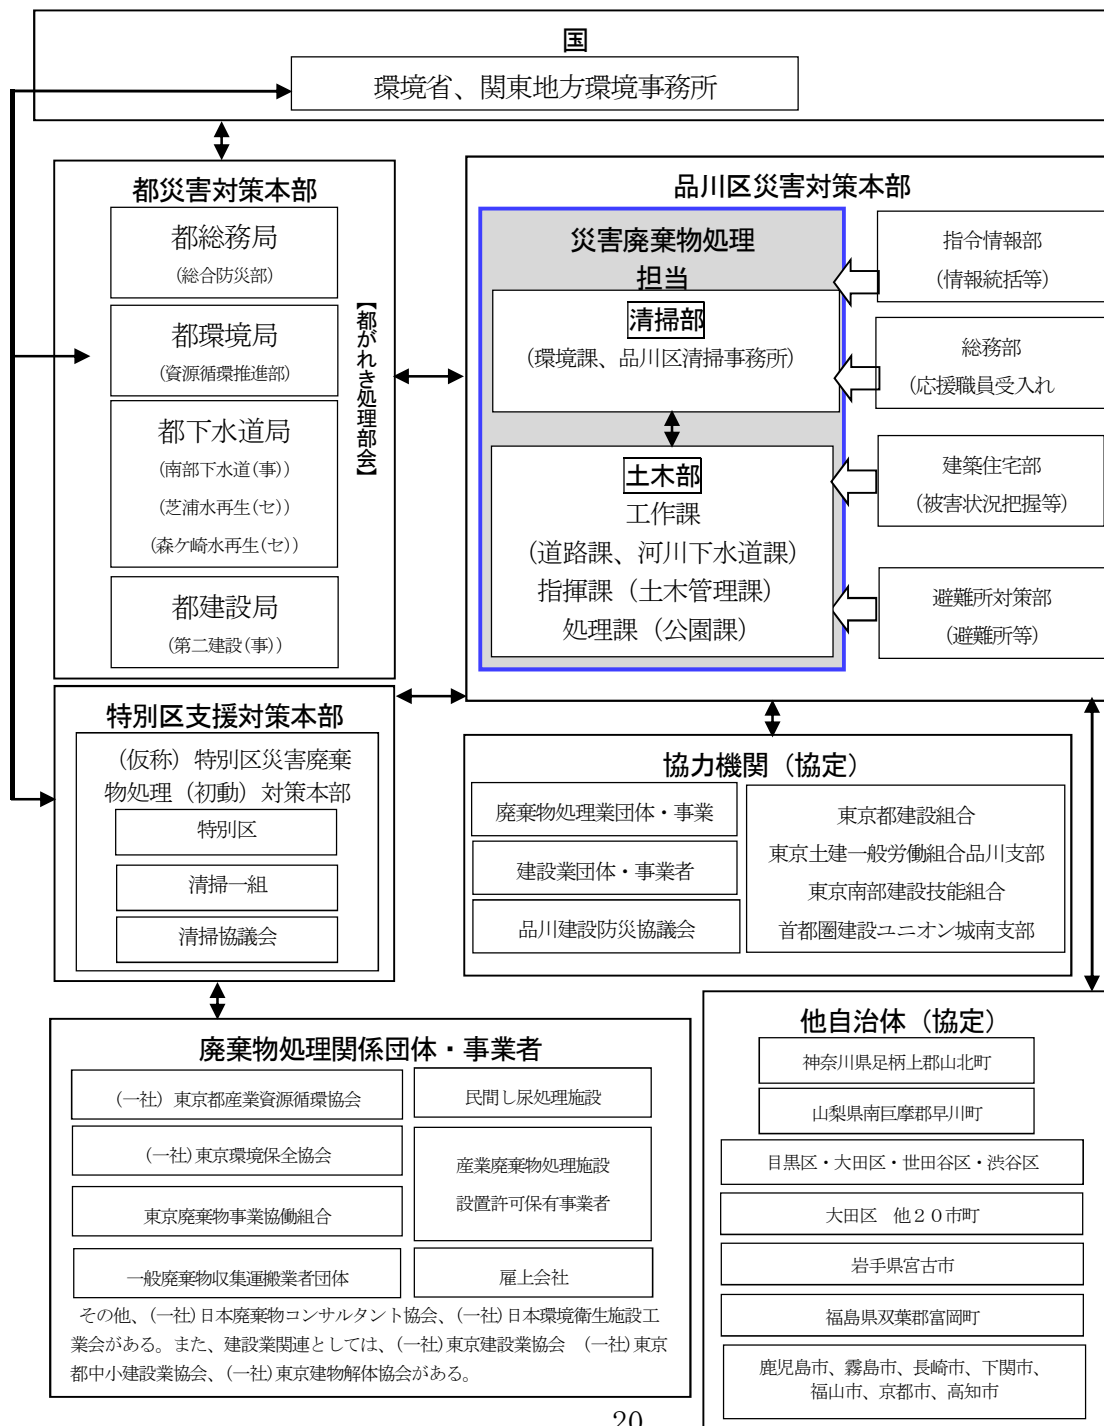 国
環境省、関東地方環境事務所
都災害対策本部
都総務局
(総合防災部)
都環境局
(資源循環推進部)
都下水道局
(南部下水道(事))
(芝浦水再生(セ))
(森ケ崎水再生(セ))
都建設局
(第二建設(事))
【都がれき処理部会】
品川区災害対策本部
災害廃棄物処理
担当
清掃部
(環境課、品川区清掃事務所)
土木部
工作課
(道路課、河川下水道課)
指揮課（土木管理課）
処理課（公園課）
指令情報部
(情報統括等)
総務部
(応援職員受入れ
建築住宅部
(被害状況把握等)
避難所対策部
(避難所等)
特別区支援対策本部
（仮称）特別区災害廃棄
物処理（初動）対策本部
特別区
清掃一組
清掃協議会
協力機関（協定）
廃棄物処理業団体・事業
建設業団体・事業者
品川建設防災協議会
東京都建設組合
東京土建一般労働組合品川支部
東京南部建設技能組合
首都圏建設ユニオン城南支部
廃棄物処理関係団体・事業者
(一社) 東京都産業資源循環協会
(一社)東京環境保全協会
東京廃棄物事業協働組合
一般廃棄物収集運搬業者団体
民間し尿処理施設
産業廃棄物処理施設
設置許可保有事業者
雇上会社
その他、(一社)日本廃棄物コンサルタント協会、(一社)日本環境衛生施設工
業会がある。また、建設業関連としては、(一社)東京建設業協会　(一社)東京
都中小建設業協会、(一社)東京建物解体協会がある。
他自治体（協定）
神奈川県足柄上郡山北町
山梨県南巨摩郡早川町
目黒区・大田区・世田谷区・渋谷区
大田区　他２０市町
岩手県宮古市
福島県双葉郡富岡町
鹿児島市、霧島市、長崎市、下関市、
福山市、京都市、高知市
20